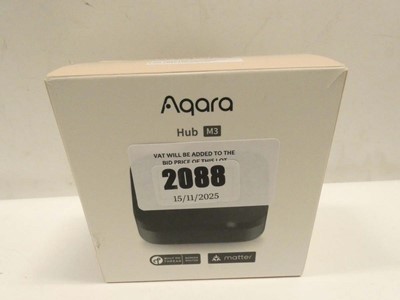 Aqara
Hub M3
VAT WILL BE ADDED TO THE
BID PRICE OF THIS LOT
2088
15/11/2025
matter